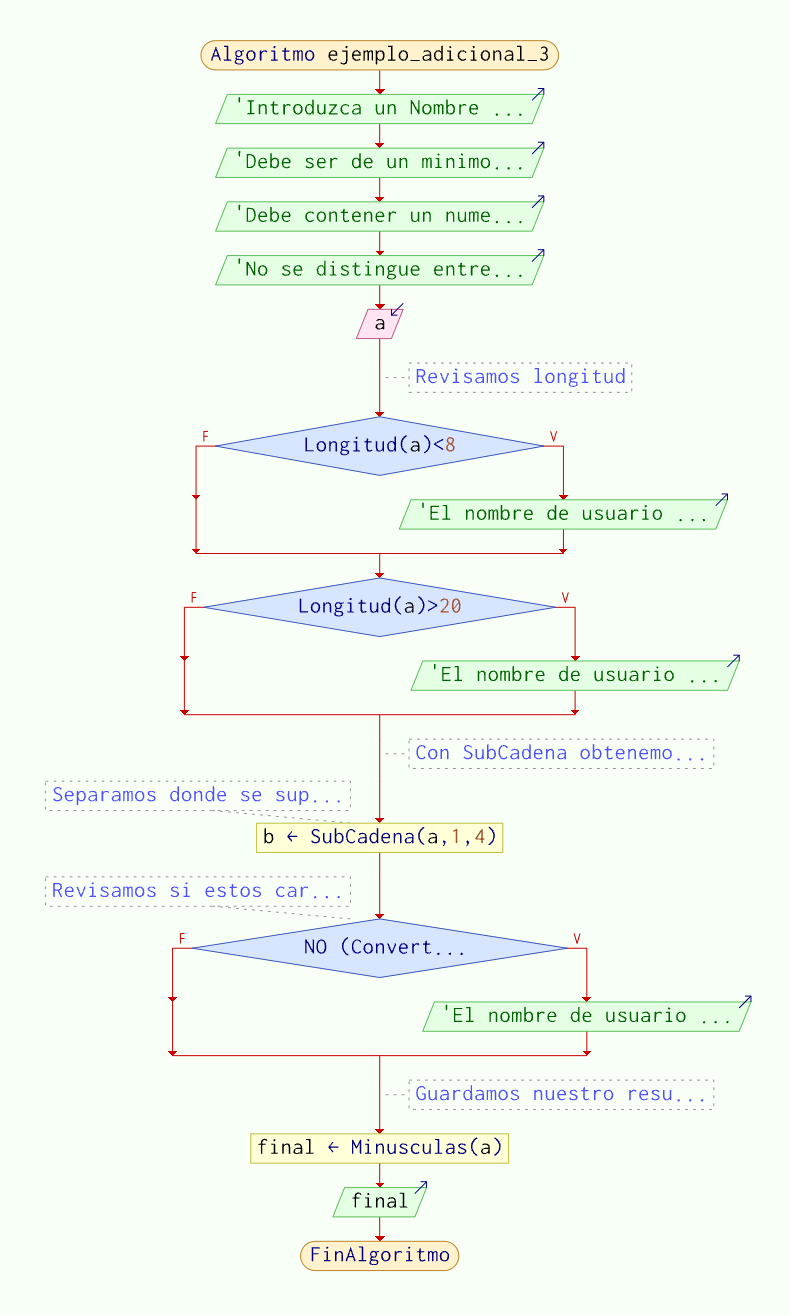 Algoritmo ejemplo_adicional_3
'Introduzca un Nombre ...
'Debe ser de un minimo...
'Debe contener un nume...
'No se distingue entre...
a
Revisamos longitud
Longitud(a)<8
F
V
'El nombre de usuario ...
Longitud(a)>20
F
V
'El nombre de usuario ...
Con SubCadena obtenemo...
Separamos donde se sup...
b ← SubCadena(a,1,4)
Revisamos si estos car...
NO (Convert...
F
V
'El nombre de usuario ...
Guardamos nuestro resu...
final ← Minusculas(a)
final
FinAlgoritmo